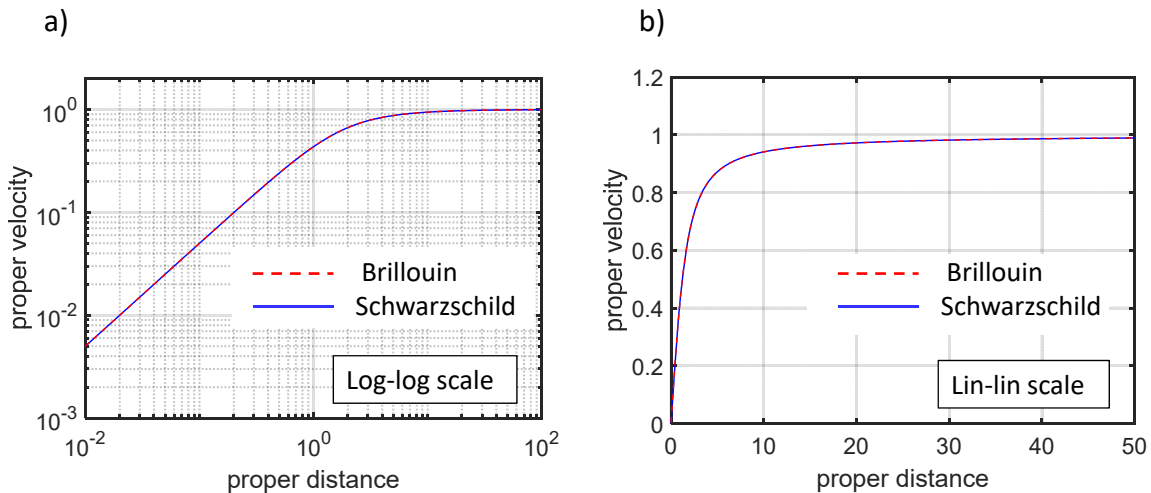 a)
10^0
10^-1
10^-2
10^-3
proper velocity
Brillouin
Schwarzschild
Log-log scale
10^-2
10^0
10^2
proper distance
b)
1.2
1
0.8
0.6
0.4
0.2
0
proper velocity
Brillouin
Schwarzschild
Lin-lin scale
0 10 20 30 40 50
proper distance